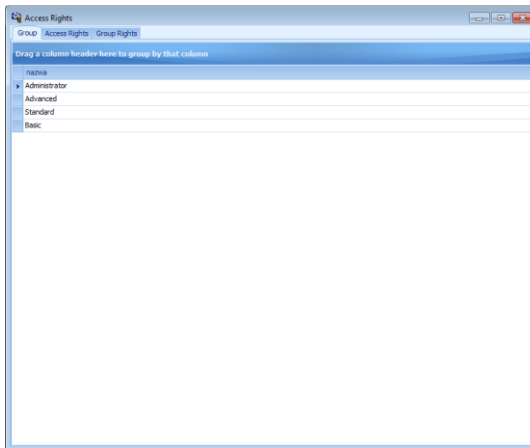 Access Rights
Group Access Rights Group Rights
Drag a column header here to group by that column
nazwa
Administrator
Advanced
Standard
Basic